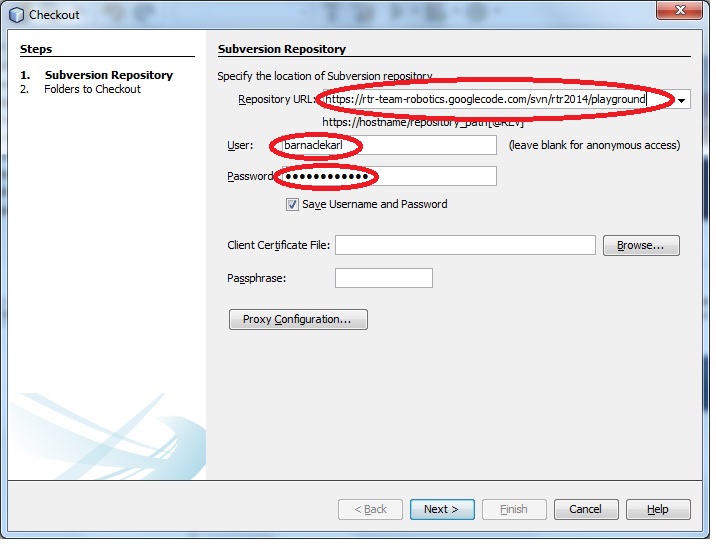 Checkout
Steps
1. Subversion Repository
2. Folders to Checkout
Subversion Repository
Specify the location of Subversion repository
Repository URL: https://rtr-team-robotics.googlecode.com/svn/rtr2014/playground
https://hostname/repository_path[@REV]
User: barnadekarl (leave blank for anonymous access)
Password ●●●●●●●●●●●●
Save Username and Password
Client Certificate File: Browse...
Passphrase:
Proxy Configuration...
< Back Next > Finish Cancel Help